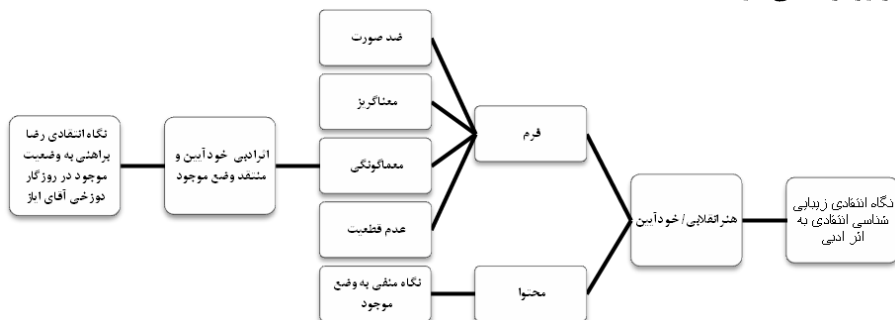 نگاه انتقادی زیبایی
شناسی انتقادی به
اثر ادبی
هنر انقلابی/ خودآیین
فرم
محتوا
ضد صورت
معناگریز
معماگونگی
عدم قطعیت
نگاه منفی به وضع
موجود
اثرادبی خودآیین و
منتقد وضع موجود
نگاه انتقادی رضا
براهنی به وضعیت
موجود در روزگار
دوزخی آقای ایاز